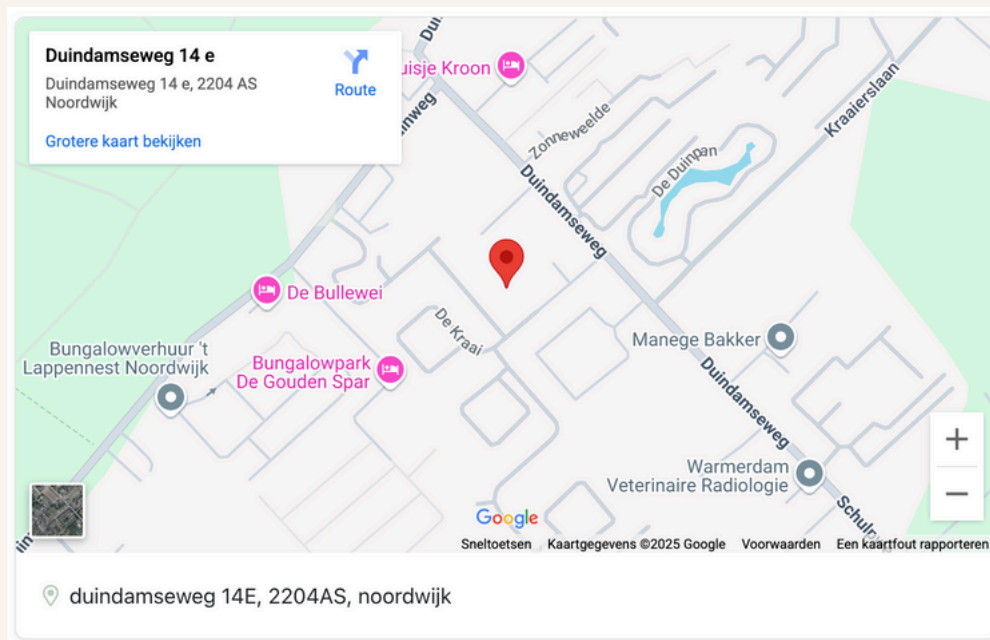 Duindamseweg 14 e
Duindamseweg 14 e, 2204 AS
Noordwijk
Route
Grotere kaart bekijken
uisje Kroon
Zonneweelde
Kraaierslaan
De Duinpan
Duindamseweg
De Bullewei
De Kraai
Bungalowverhuur 't
Lappennest Noordwijk
Bungalowpark
De Gouden Spar
Manege Bakker
Duindamseweg
Warmerdam
Veterinaire Radiologie
Google
Sneltoetsen Kaartgegevens ©2025 Google Voorwaarden Een kaartfout rapporteren
duindamseweg 14E, 2204AS, noordwijk